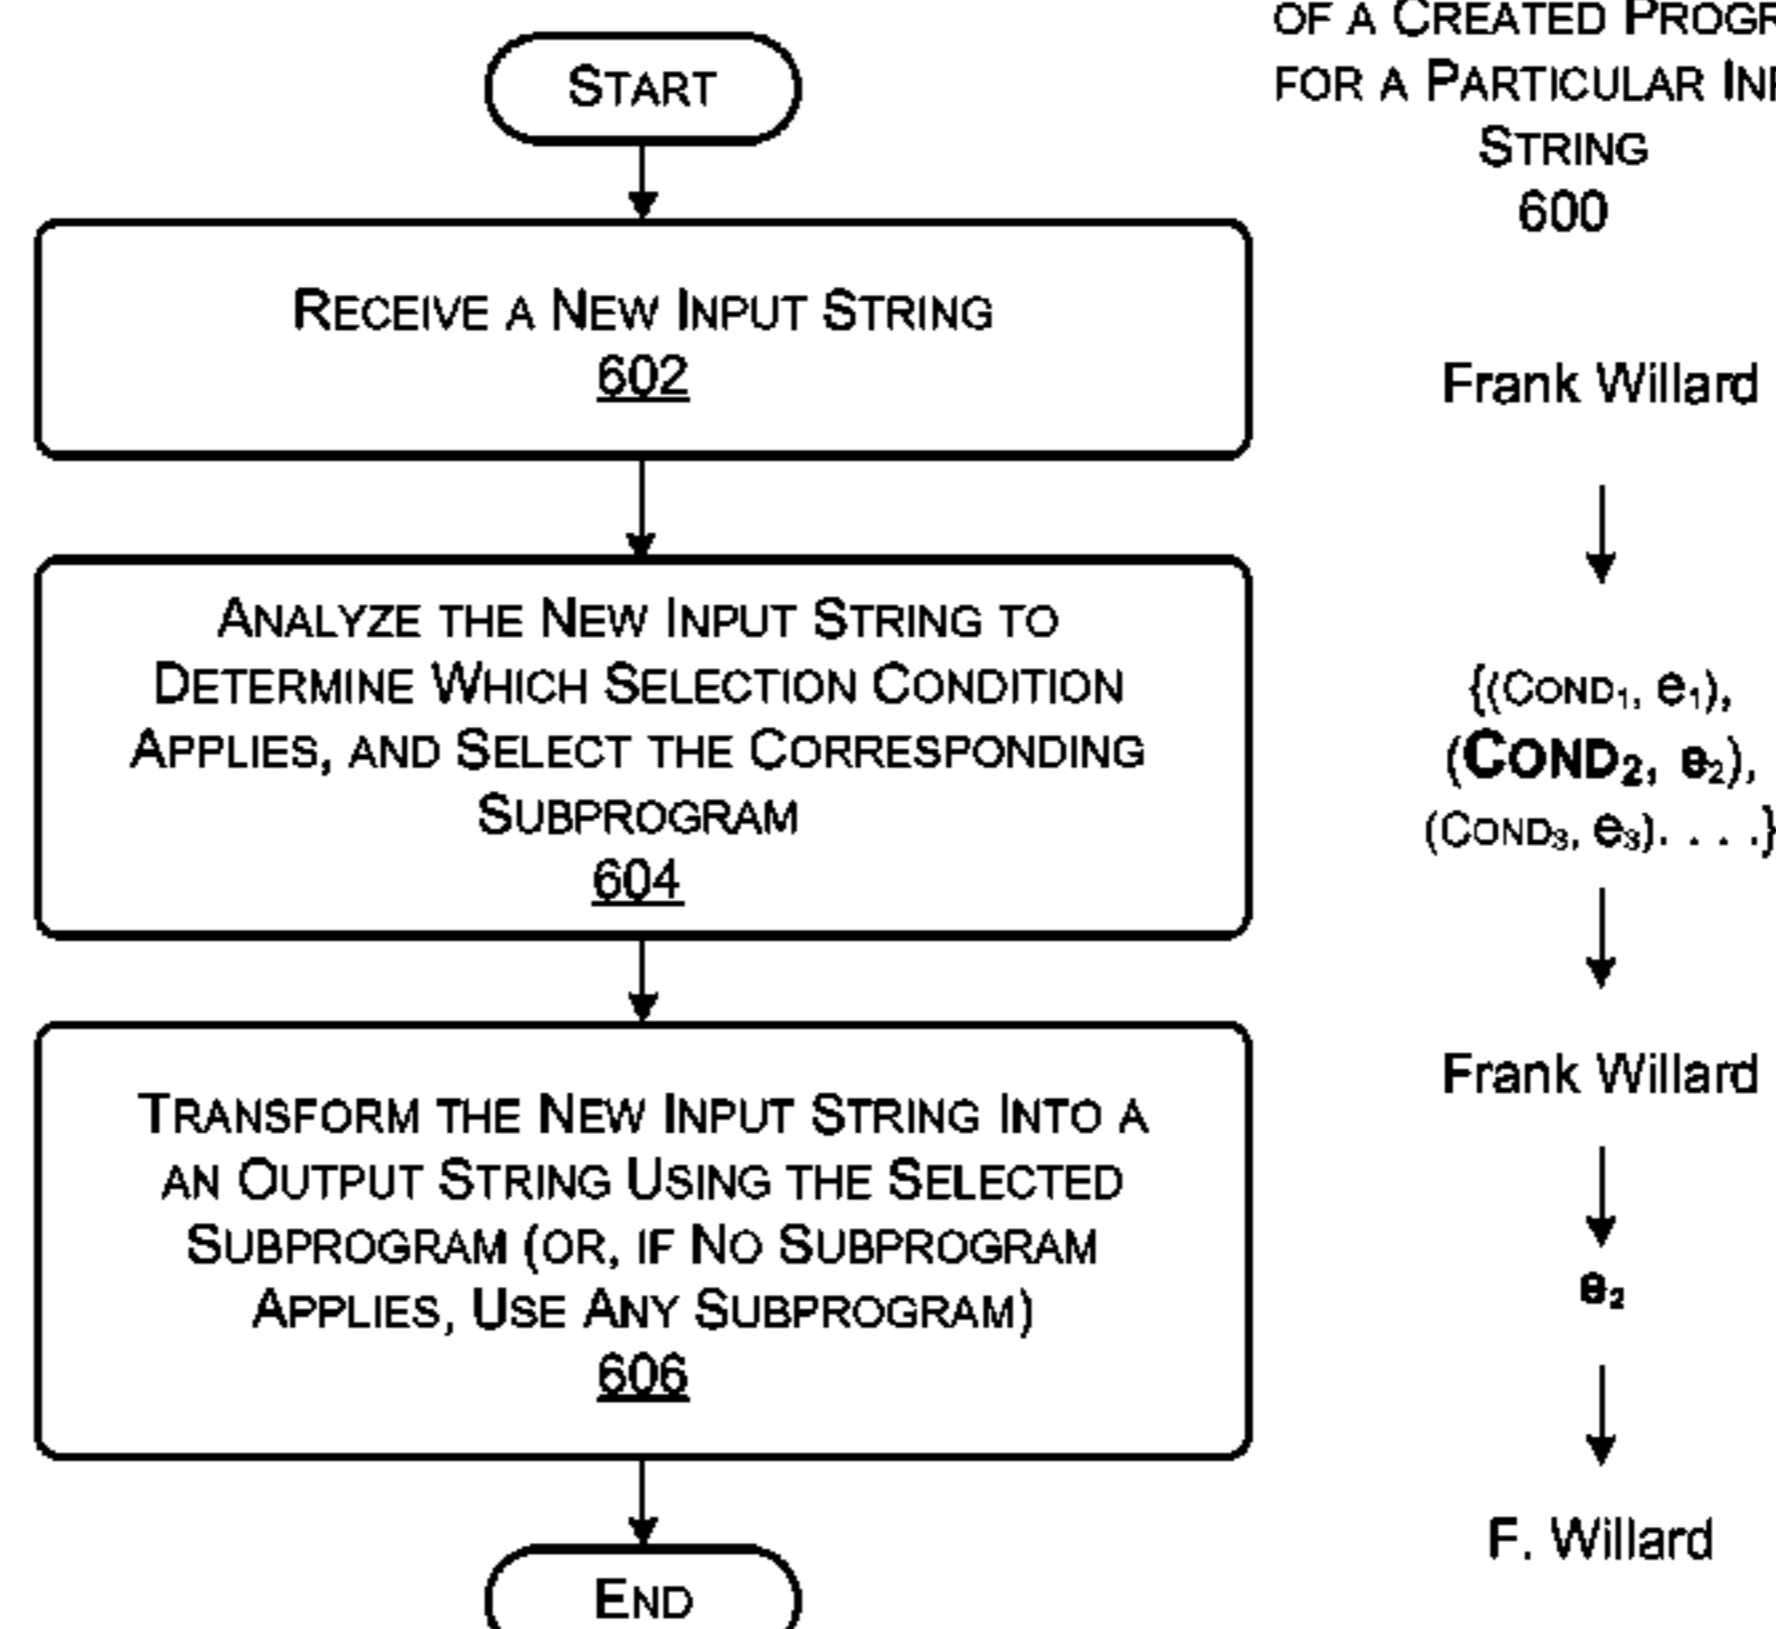 START
OF A CREATED
FOR A PARTICULAR
STRING
600
RECEIVE A NEW INPUT STRING
602
Frank Willard
ANALYZE THE NEW INPUT STRING TO
DETERMINE WHICH SELECTION CONDITION
APPLIES, AND SELECT THE CORRESPONDING
SUBPROGRAM
604
{(COND₁, e₁),
(COND₂, e₂),
(COND₃, e₃). . . .}
Frank Willard
TRANSFORM THE NEW INPUT STRING INTO A
AN OUTPUT STRING USING THE SELECTED
SUBPROGRAM (OR, IF NO SUBPROGRAM
APPLIES, USE ANY SUBPROGRAM)
606
e₂
F. Willard
END